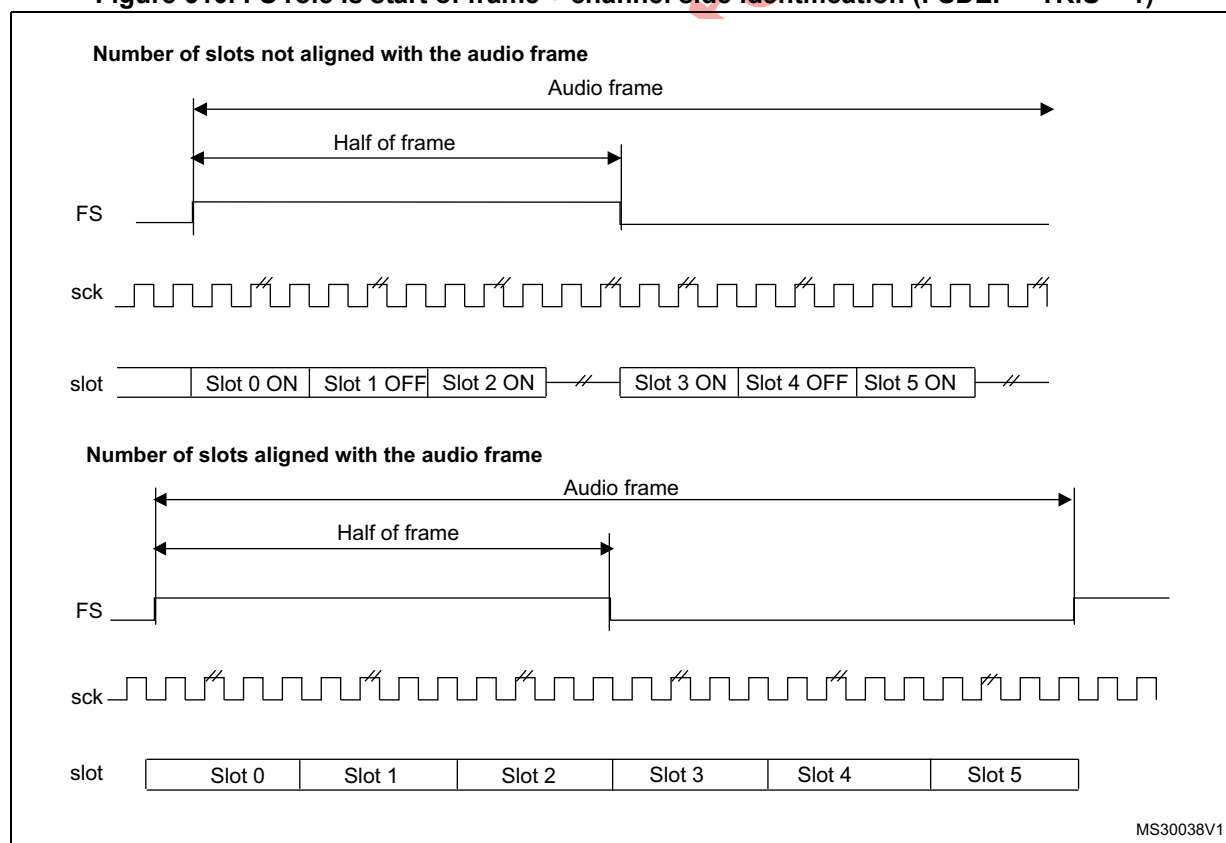 Number of slots not aligned with the audio frame
Audio frame
Half of frame
FS
sck
slot Slot 0 ON Slot 1 OFF Slot 2 ON Slot 3 ON Slot 4 OFF Slot 5 ON
Number of slots aligned with the audio frame
Audio frame
Half of frame
FS
sck
slot Slot 0 Slot 1 Slot 2 Slot 3 Slot 4 Slot 5
MS30038V1